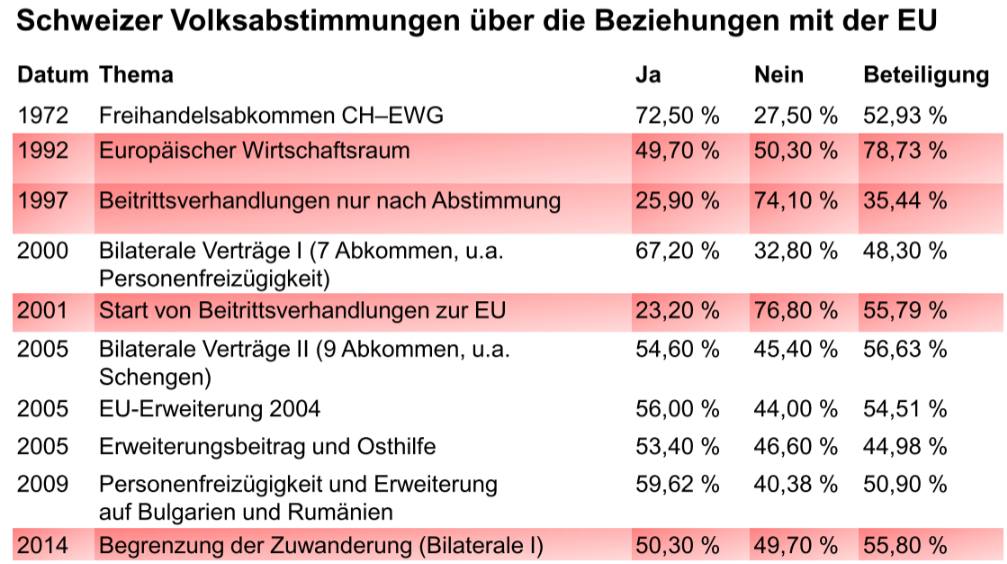 Schweizer Volksabstimmungen über die Beziehungen mit der EU
Datum Thema Ja Nein Beteiligung
1972 Freihandelsabkommen CH–EWG 72,50 % 27,50 % 52,93 %
1992 Europäischer Wirtschaftsraum 49,70 % 50,30 % 78,73 %
1997 Beitrittsverhandlungen nur nach Abstimmung 25,90 % 74,10 % 35,44 %
2000 Bilaterale Verträge I (7 Abkommen, u.a. 67,20 % 32,80 % 48,30 %
Personenfreizügigkeit)
2001 Start von Beitrittsverhandlungen zur EU 23,20 % 76,80 % 55,79 %
2005 Bilaterale Verträge II (9 Abkommen, u.a. 54,60 % 45,40 % 56,63 %
Schengen)
2005 EU-Erweiterung 2004 56,00 % 44,00 % 54,51 %
2005 Erweiterungsbeitrag und Osthilfe 53,40 % 46,60 % 44,98 %
2009 Personenfreizügigkeit und Erweiterung 59,62 % 40,38 % 50,90 %
auf Bulgarien und Rumänien
2014 Begrenzung der Zuwanderung (Bilaterale I) 50,30 % 49,70 % 55,80 %